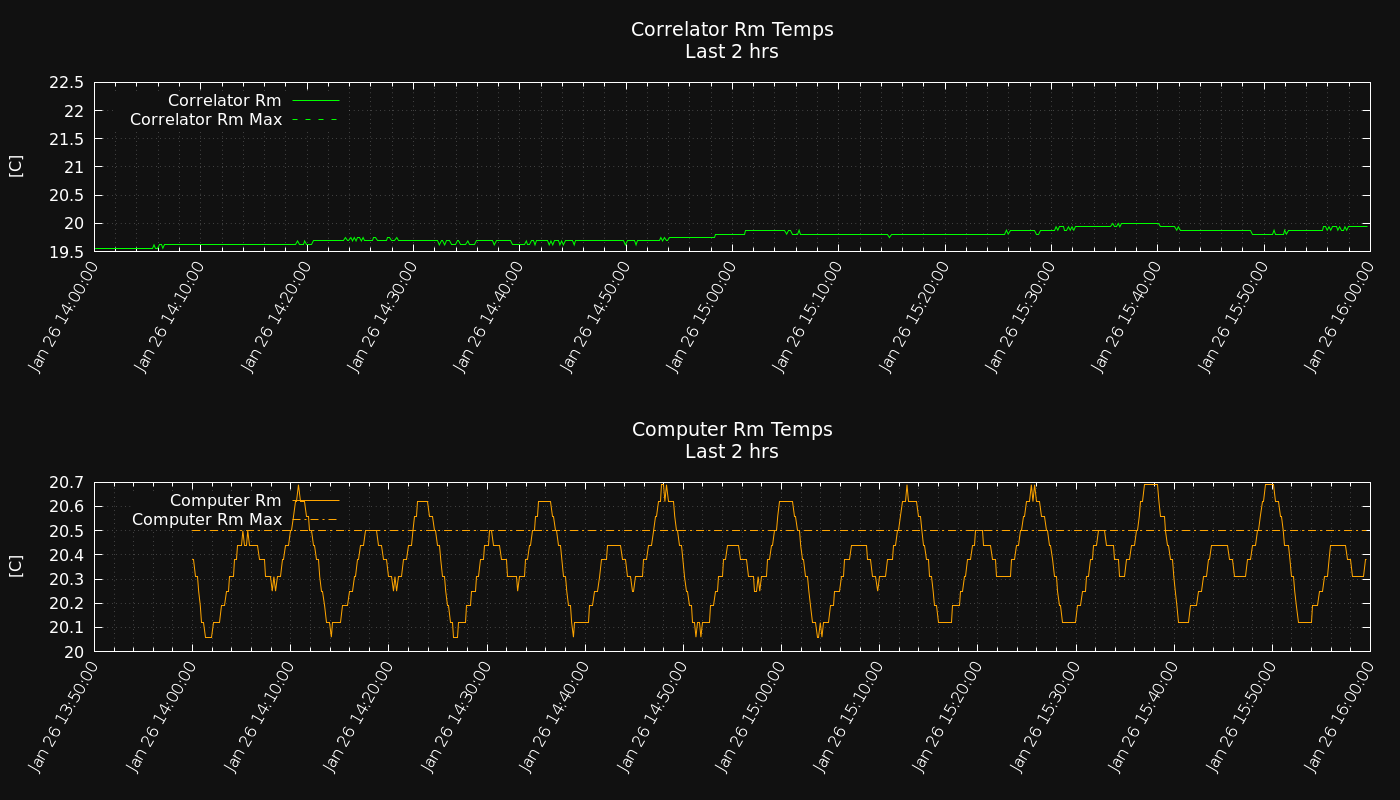 Correlator Rm Temps
Last 2 hrs
22.5
22
21.5
21
20.5
20
19.5
[C]
Correlator Rm
Correlator Rm Max
Jan 26 14:00:00
Jan 26 14:10:00
Jan 26 14:20:00
Jan 26 14:30:00
Jan 26 14:40:00
Jan 26 14:50:00
Jan 26 15:00:00
Jan 26 15:10:00
Jan 26 15:20:00
Jan 26 15:30:00
Jan 26 15:40:00
Jan 26 15:50:00
Jan 26 16:00:00
Computer Rm Temps
Last 2 hrs
20.7
20.6
20.5
20.4
20.3
20.2
20.1
20
[C]
Computer Rm
Computer Rm Max
Jan 26 13:50:00
Jan 26 14:00:00
Jan 26 14:10:00
Jan 26 14:20:00
Jan 26 14:30:00
Jan 26 14:40:00
Jan 26 14:50:00
Jan 26 15:00:00
Jan 26 15:10:00
Jan 26 15:20:00
Jan 26 15:30:00
Jan 26 15:40:00
Jan 26 15:50:00
Jan 26 16:00:00